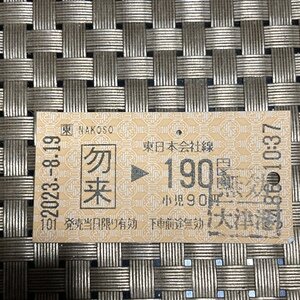 東 NAKOSO
勿来
東日本会社線
▶190円区間
小児90円
2023.-8.19
101 発売当日限り有効 下車前途無効
10:37
大津港